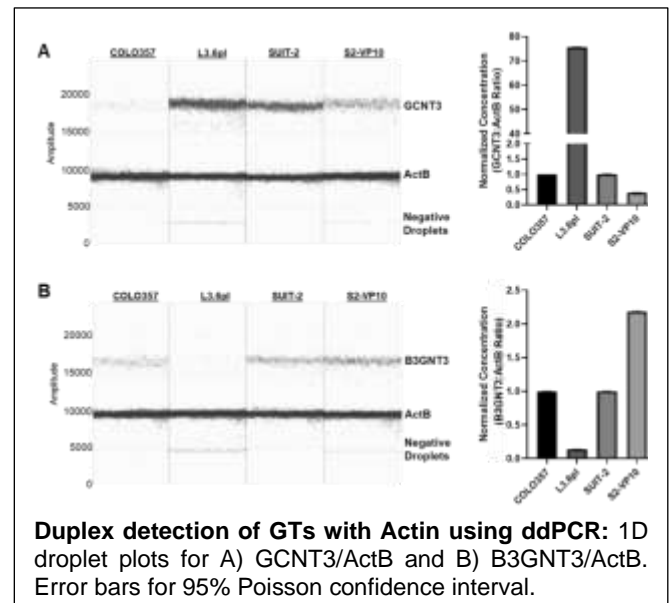 A
COLO357 L3.6pl SUIT-2 S2-VP10
Amplitude
20000
15000
10000
5000
0
GCNT3
ActB
Negative
Droplets
Normalized Concentration
(GCNT3:ActB Ratio)
80
70
60
50
40
2.0
1.5
1.0
0.5
0.0
COLO357
L3.6pl
SUIT-2
S2-VP10
B
COLO357 L3.6pl SUIT-2 S2-VP10
Amplitude
20000
15000
10000
5000
0
B3GNT3
ActB
Negative
Droplets
Normalized Concentration
(B3GNT3:ActB Ratio)
2.5
2.0
1.5
1.0
0.5
0.0
COLO357
L3.6pl
SUIT-2
S2-VP10
Duplex detection of GTs with Actin using ddPCR: 1D
droplet plots for A) GCNT3/ActB and B) B3GNT3/ActB.
Error bars for 95% Poisson confidence interval.